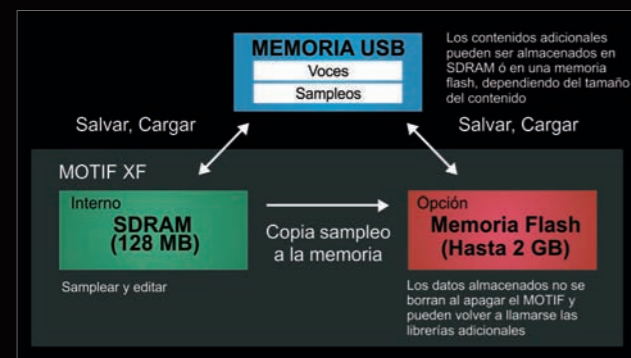 MEMORIA USB
Voces
Sampleos
Los contenidos adicionales
pueden ser almacenados en
SDRAM ó en una memoria
flash, dependiendo del tamaño
del contenido
Salvar, Cargar
Salvar, Cargar
MOTIF XF
Interno
SDRAM
(128 MB)
Copia sampleo
a la memoria
Opción
Memoria Flash
(Hasta 2 GB)
Samplear y editar
Los datos almacenados no se
borran al apagar el MOTIF y
pueden volver a llamarse las
librerías adicionales